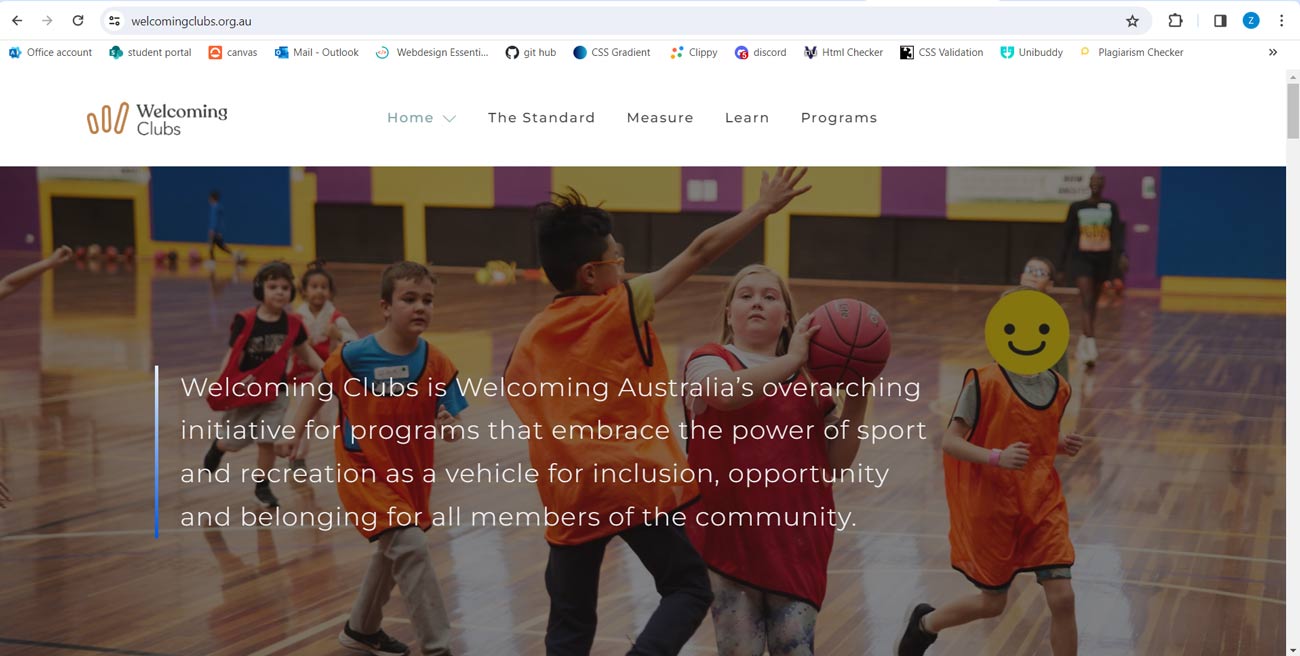 welcomingclubs.org.au
Z
Office account student portal canvas Mail - Outlook Webdesign Essenti... git hub CSS Gradient Clippy discord Html Checker CSS Validation Unibuddy Plagiarism Checker
Welcoming
Clubs
Home The Standard Measure Learn Programs
Welcoming Clubs is Welcoming Australia’s overarching
initiative for programs that embrace the power of sport
and recreation as a vehicle for inclusion, opportunity
and belonging for all members of the community.